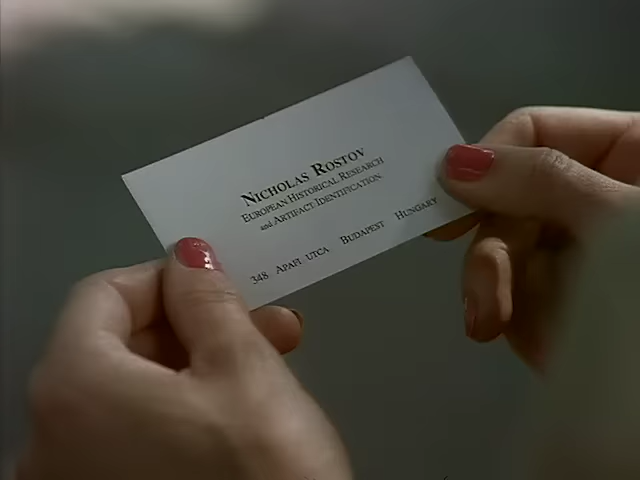 Nicholas Rostov
European Historical Research
and Artifact Identification
348 Apafi utca Budapest Hungary